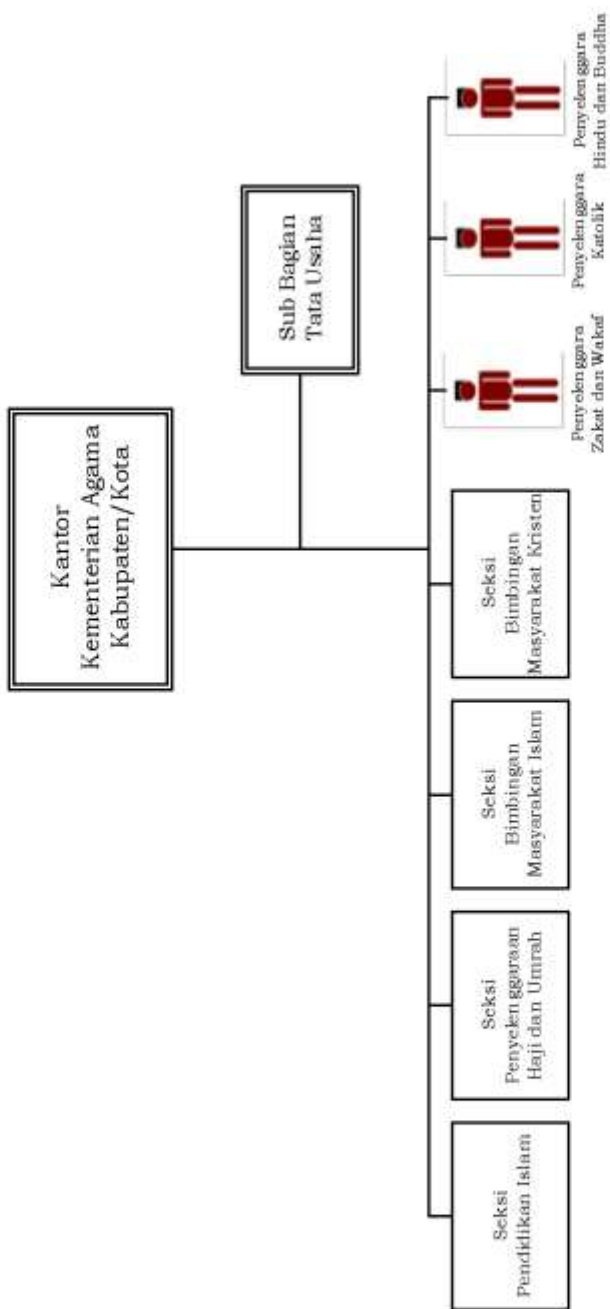 Kantor
Kementerian Agama
Kabupaten/Kota
Sub Bagian
Tata Usaha
Seksi
Pendidikan Islam
Seksi
Penyelenggaraan
Haji dan Umrah
Seksi
Bimbingan
Masyarakat Islam
Seksi
Bimbingan
Masyarakat Kristen
Penyelenggara
Zakat dan Wakaf
Penyelenggara
Katolik
Penyelenggara
Hindu dan Buddha